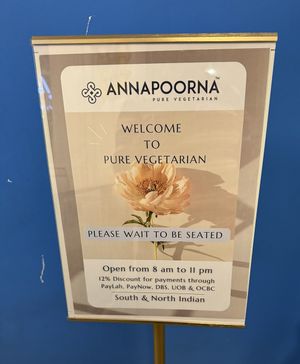 ANNAPOORNA™
PURE VEGETARIAN
WELCOME
TO
PURE VEGETARIAN
PLEASE WAIT TO BE SEATED
Open from 8 am to 11 pm
12% Discount for payments through
PayLah, PayNow, DBS, UOB & OCBC
South & North Indian